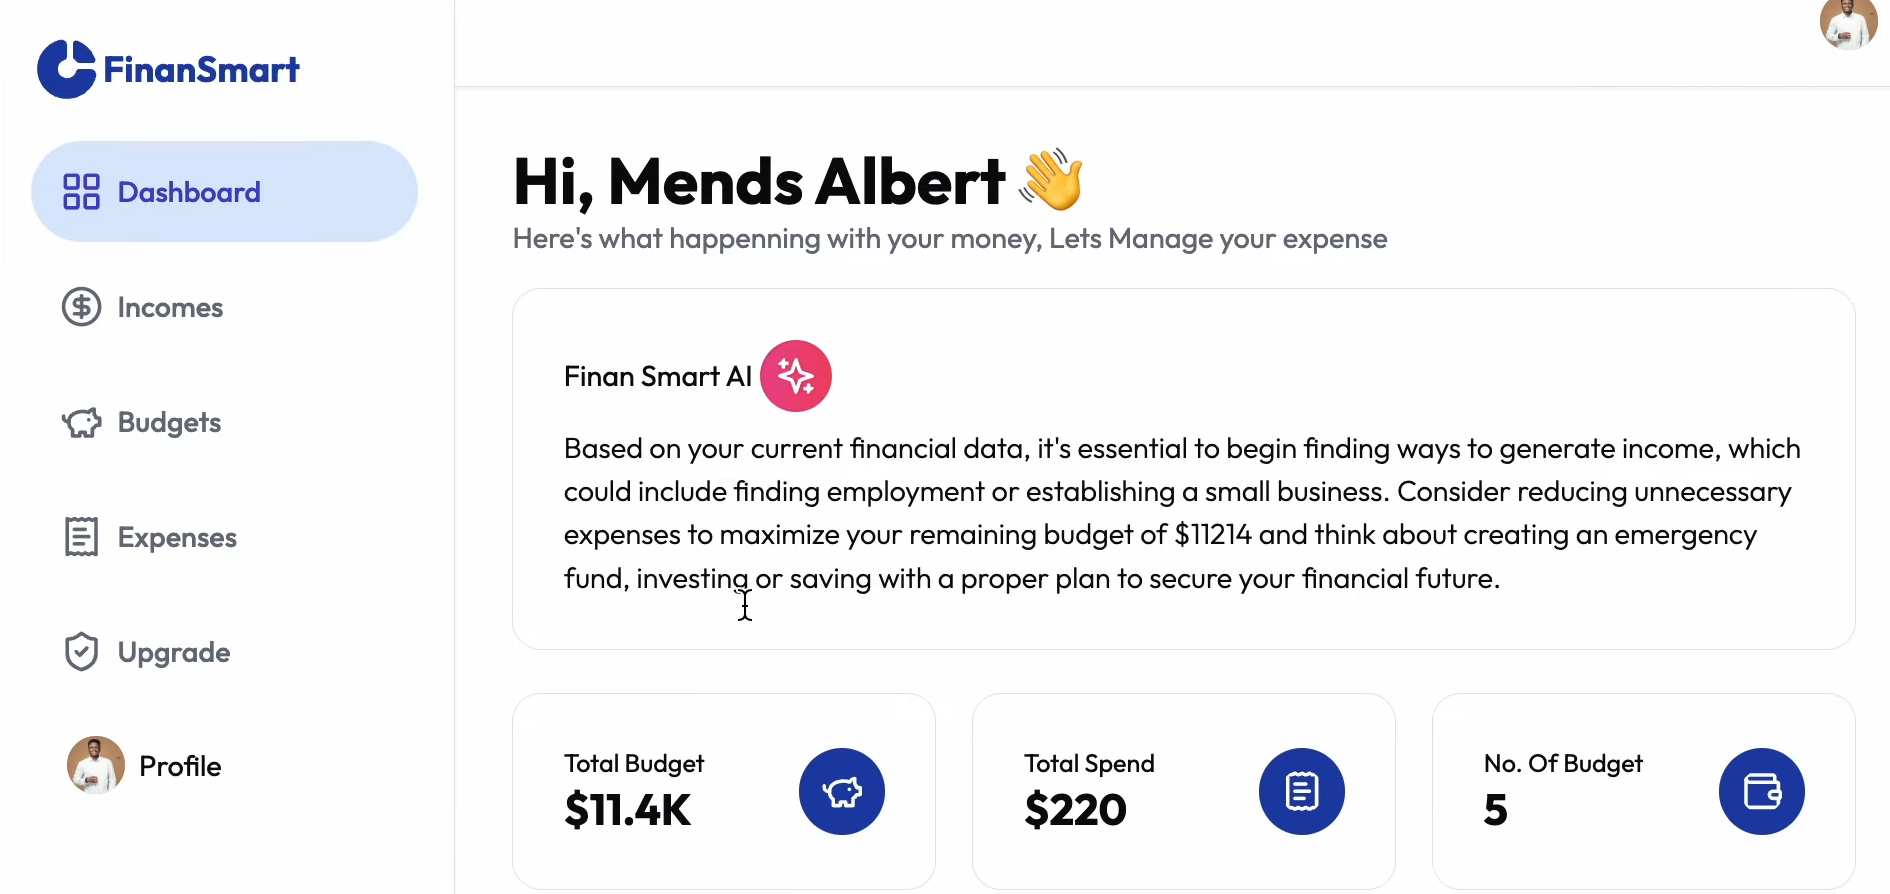 FinanSmart
Dashboard
Incomes
Budgets
Expenses
Upgrade
Profile
Hi, Mends Albert 👋
Here's what happenning with your money, Lets Manage your expense
Finan Smart AI
Based on your current financial data, it's essential to begin finding ways to generate income, which
could include finding employment or establishing a small business. Consider reducing unnecessary
expenses to maximize your remaining budget of $11214 and think about creating an emergency
fund, investing or saving with a proper plan to secure your financial future.
Total Budget
$11.4K
Total Spend
$220
No. Of Budget
5